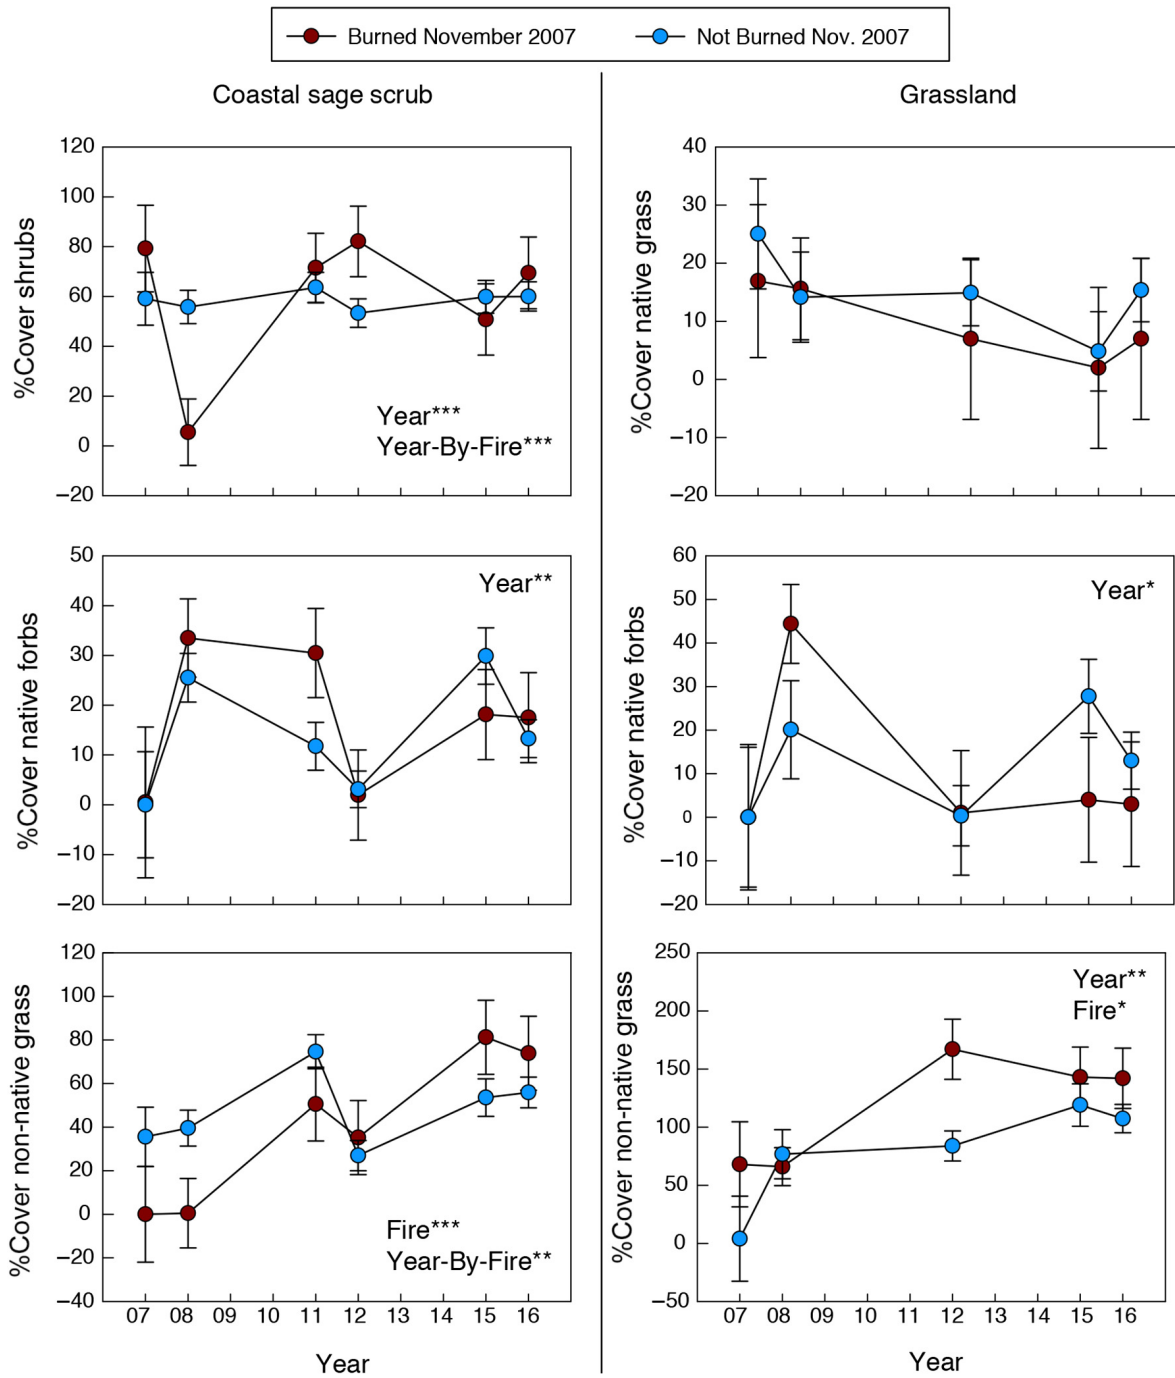 Burned November 2007
Not Burned Nov. 2007
Coastal sage scrub
Grassland
%Cover shrubs
120
100
80
60
40
20
0
−20
Year***
Year-By-Fire***
%Cover native grass
40
30
20
10
0
−10
−20
%Cover native forbs
50
40
30
20
10
0
−10
−20
Year**
%Cover native forbs
60
50
40
30
20
10
0
−10
−20
Year*
%Cover non-native grass
120
100
80
60
40
20
0
−20
−40
Fire***
Year-By-Fire**
07 08 09 10 11 12 13 14 15 16
Year
%Cover non-native grass
250
200
150
100
50
0
−50
Year**
Fire*
07 08 09 10 11 12 13 14 15 16
Year